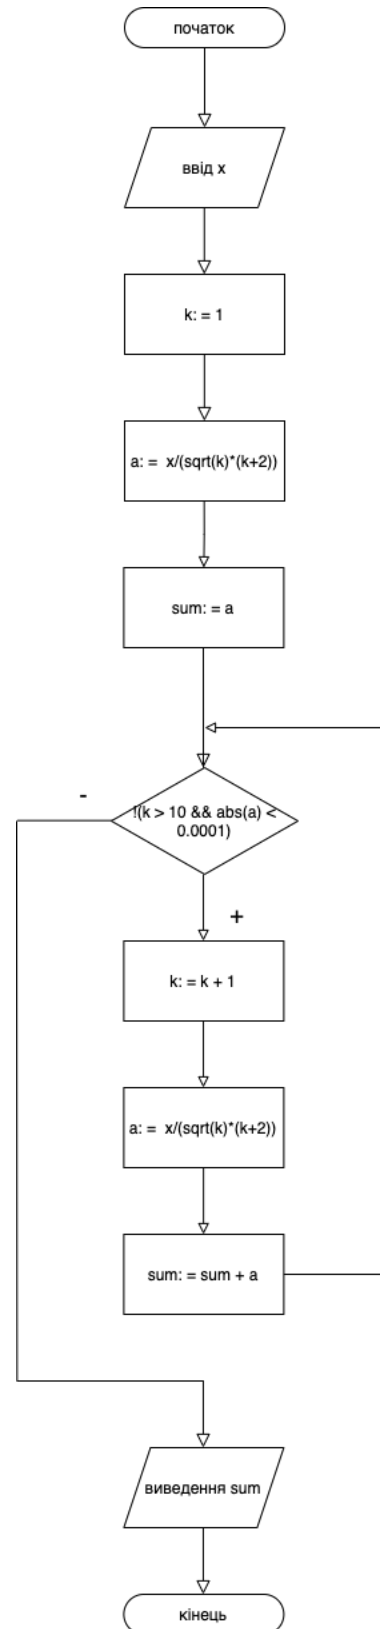 початок
ввід x
k: = 1
a: =  x/(sqrt(k)*(k+2))
sum: = a
-
!(k > 10 && abs(a) <
0.0001)
+
k: = k + 1
a: =  x/(sqrt(k)*(k+2))
sum: = sum + a
виведення sum
кінець